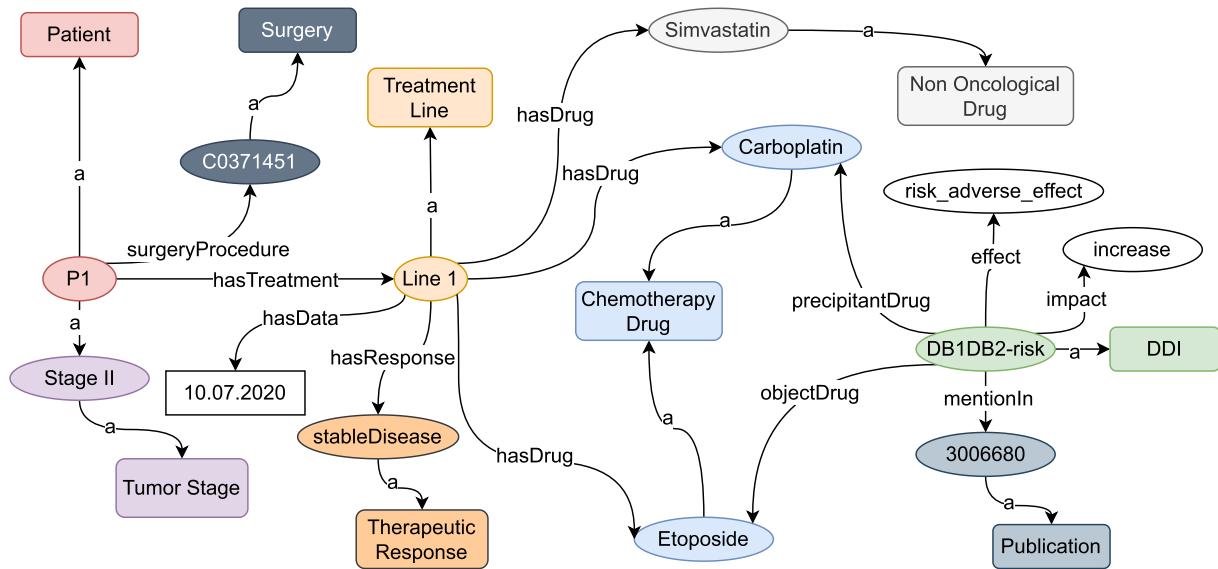 Patient
Surgery
Simvastatin
a
Treatment
Line
Non Oncological
Drug
a
hasDrug
Carboplatin
C0371451
hasDrug
a
a
risk_adverse_effect
a
surgeryProcedure
effect
increase
P1
hasTreatment
Line 1
Chemotherapy
Drug
precipitantDrug
impact
a
hasData
hasResponse
DB1DB2-risk
a
DDI
Stage II
10.07.2020
objectDrug
mentionIn
a
stableDisease
a
hasDrug
3006680
Tumor Stage
a
a
Therapeutic
Response
Etoposide
Publication